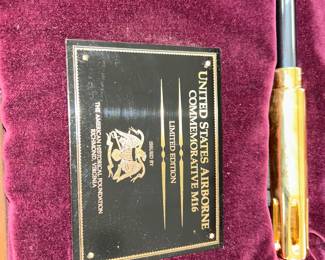 UNITED STATES AIRBORNE
COMMEMORATIVE M16
LIMITED EDITION
ISSUED BY
THE AMERICAN HISTORICAL FOUNDATION
RICHMOND, VIRGINIA